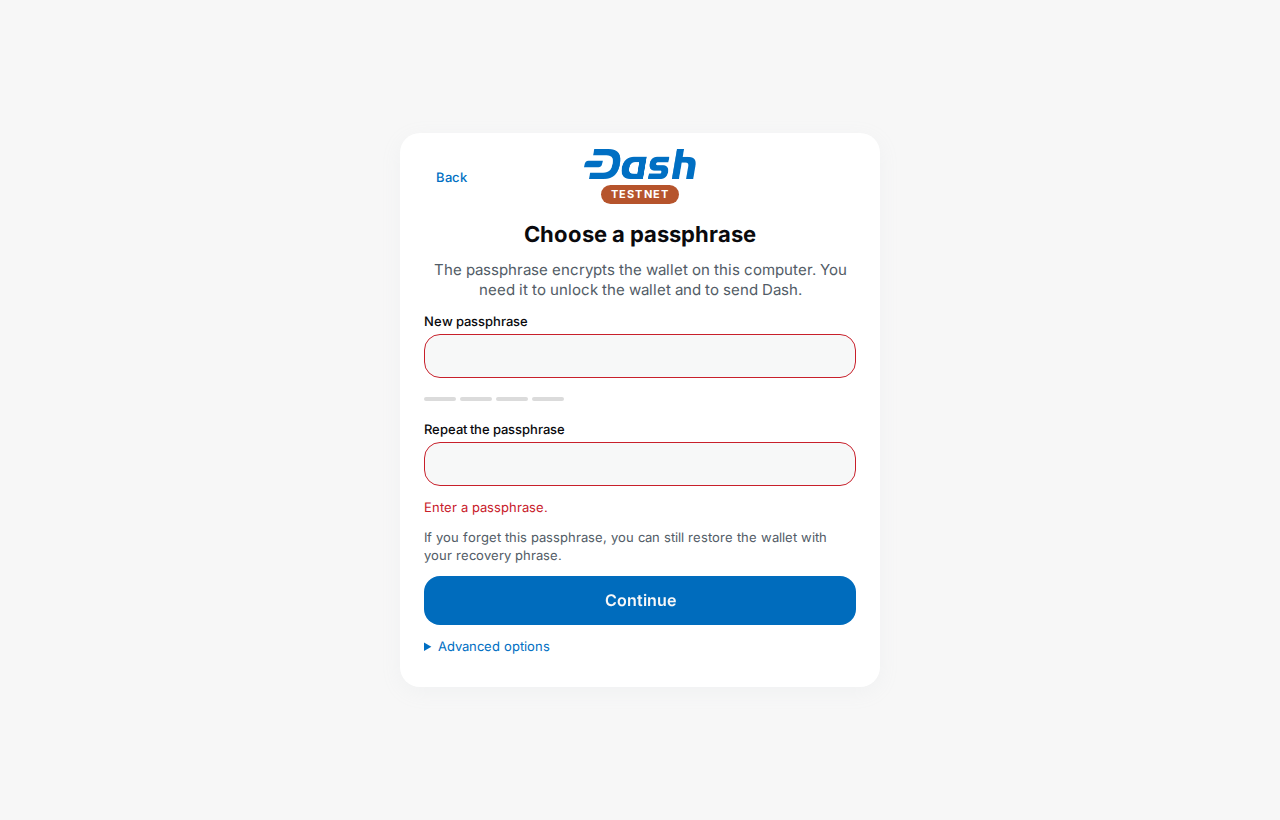 Back
Dash
TESTNET
Choose a passphrase
The passphrase encrypts the wallet on this computer. You
need it to unlock the wallet and to send Dash.
New passphrase
Repeat the passphrase
Enter a passphrase.
If you forget this passphrase, you can still restore the wallet with
your recovery phrase.
Continue
Advanced options